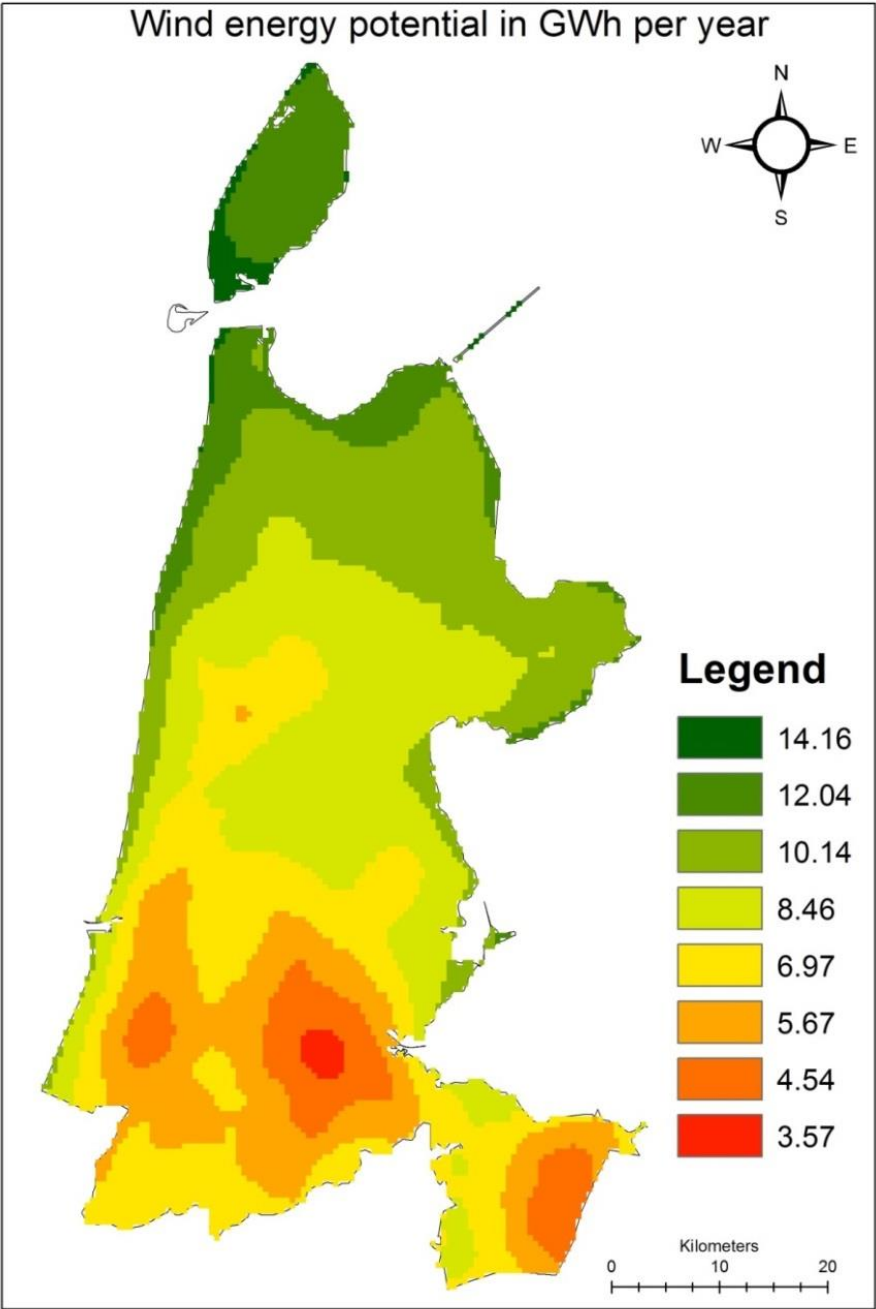 Wind energy potential in GWh per year
N
W E
S
Legend
14.16
12.04
10.14
8.46
6.97
5.67
4.54
3.57
Kilometers
0 10 20